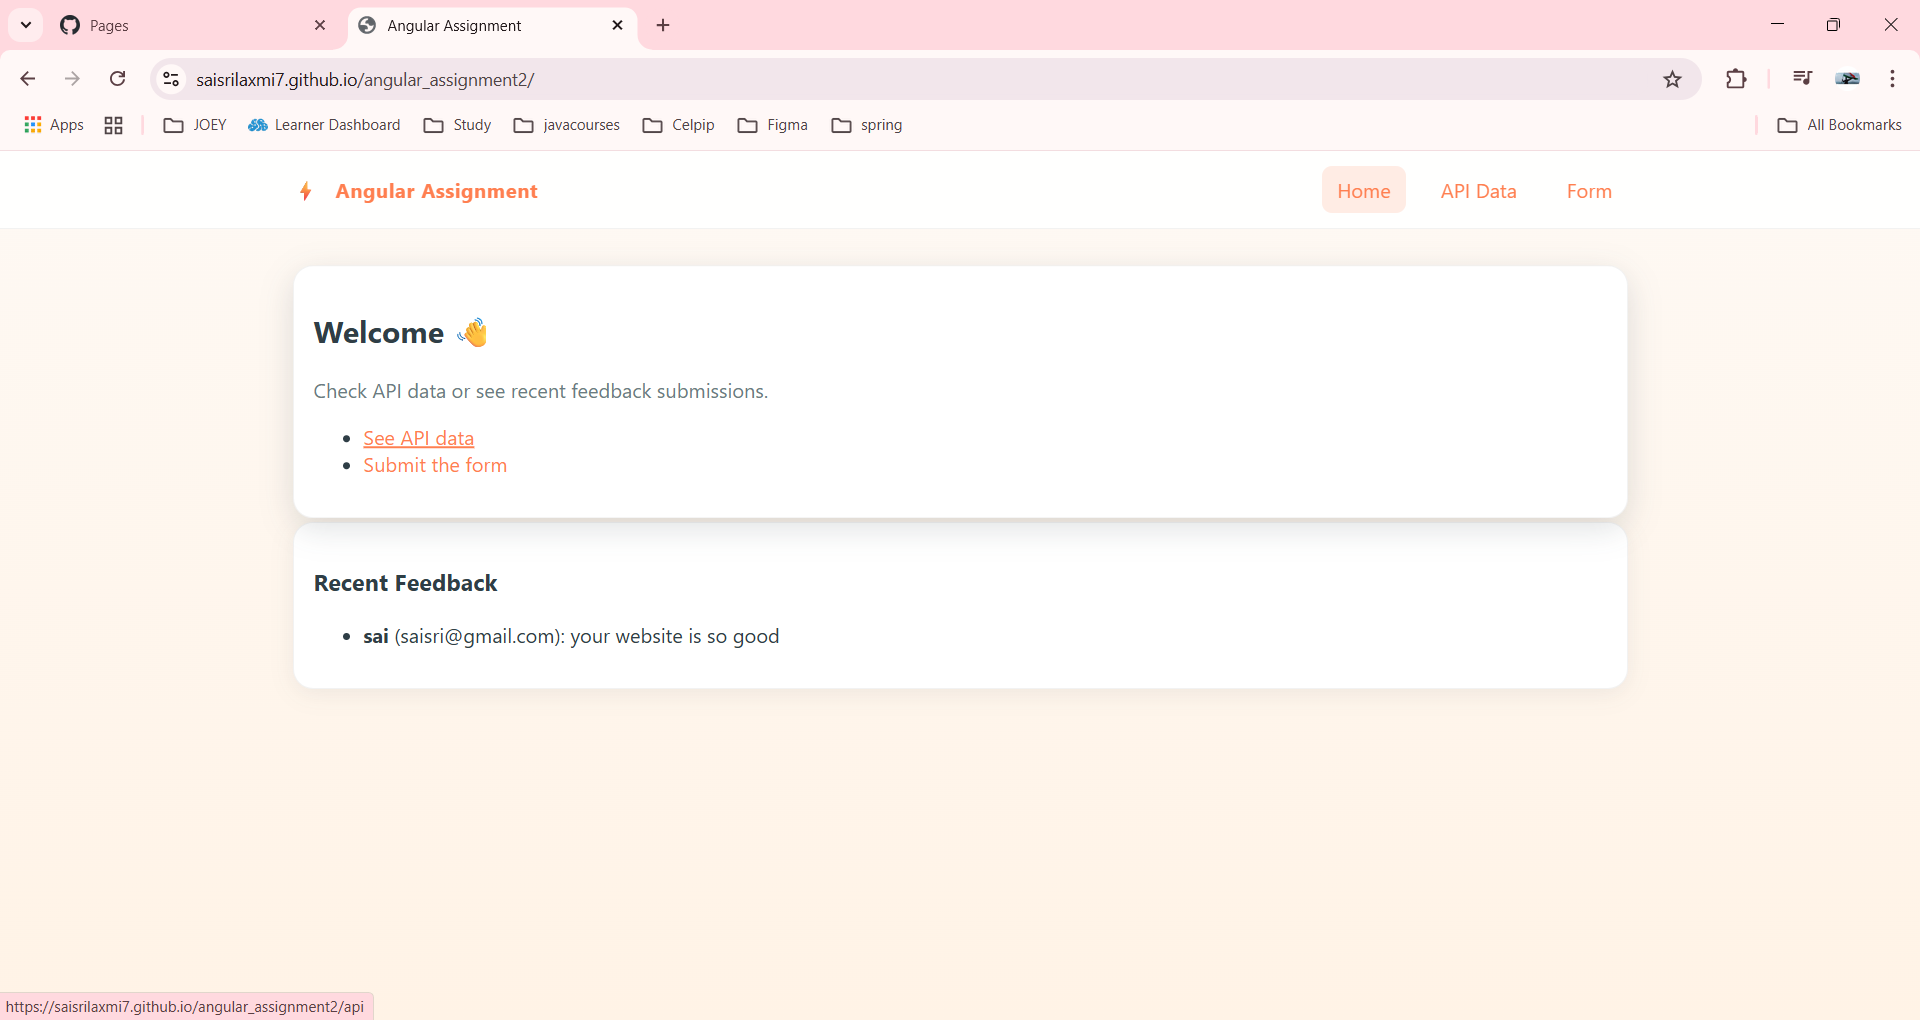 Pages
Angular Assignment
saisrilaxmi7.github.io/angular_assignment2/
Apps JOEY Learner Dashboard Study javacourses Celpip Figma spring All Bookmarks
Angular Assignment Home API Data Form
Welcome 👋
Check API data or see recent feedback submissions.
• See API data
• Submit the form
Recent Feedback
• sai (saisri@gmail.com): your website is so good
https://saisrilaxmi7.github.io/angular_assignment2/api